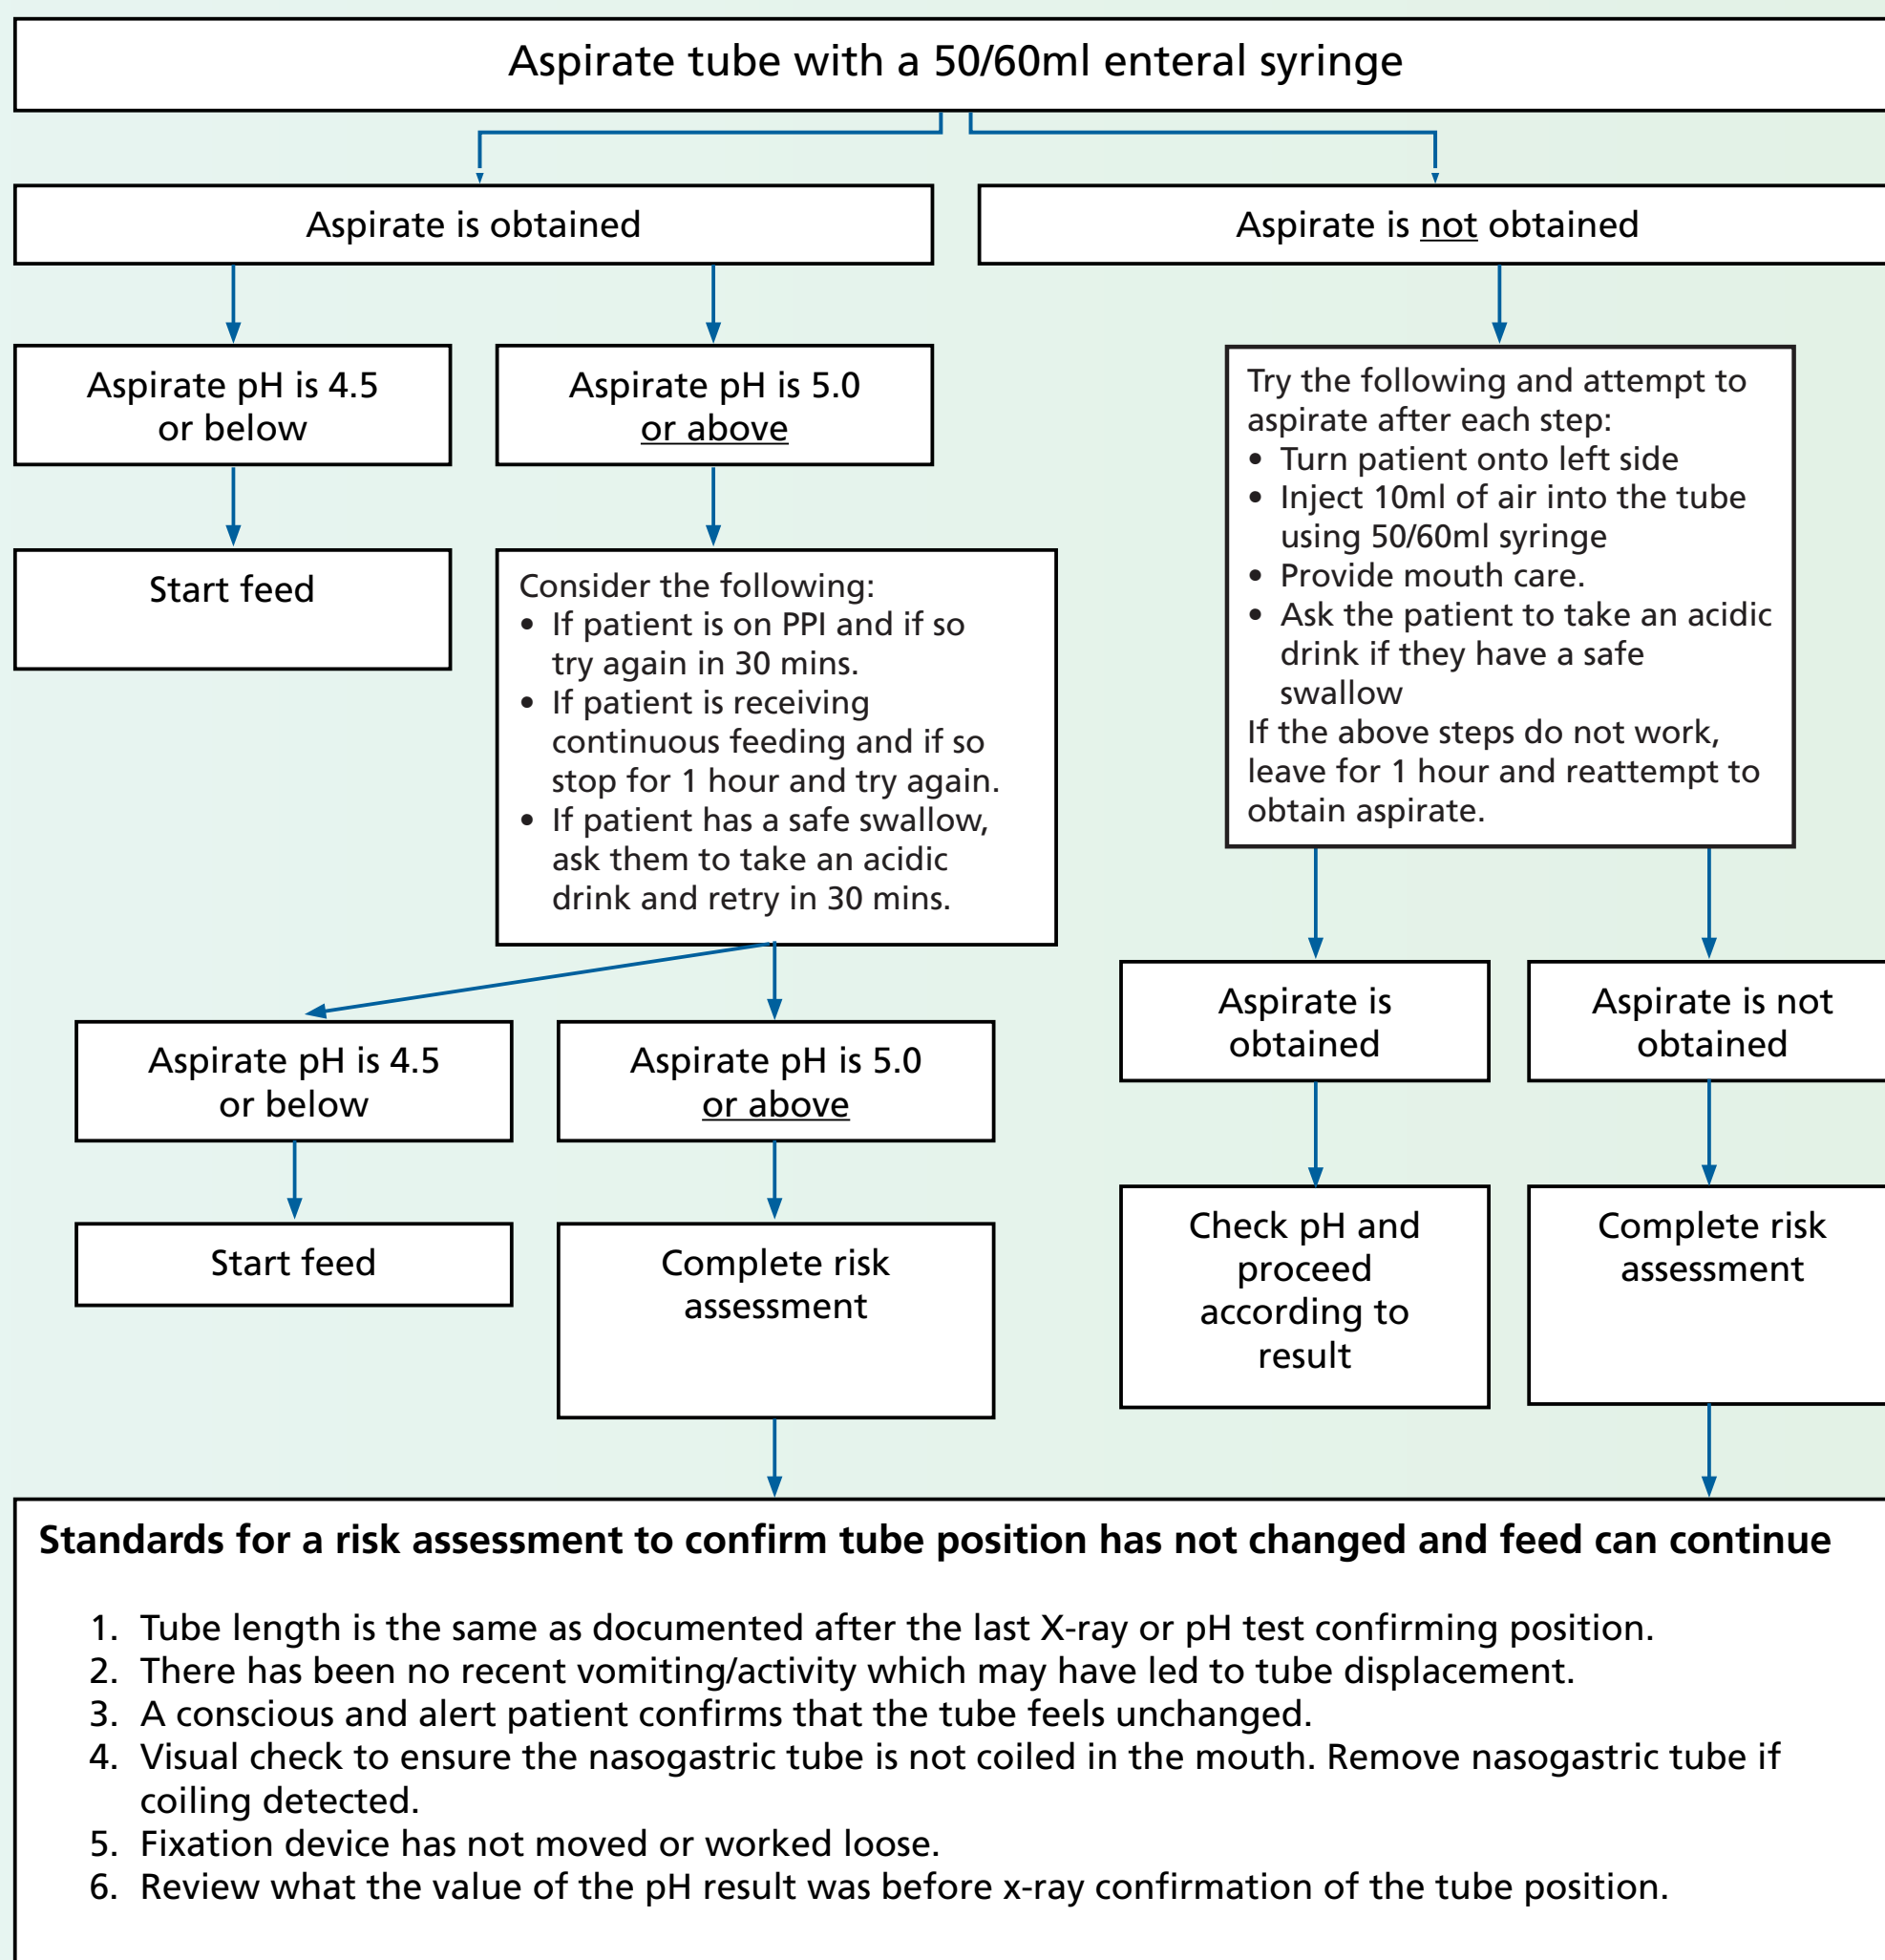 Aspirate tube with a 50/60ml enteral syringe
Aspirate is obtained
Aspirate is not obtained
Aspirate pH is 4.5
or below
Aspirate pH is 5.0
or above
Start feed
Consider the following:
• If patient is on PPI and if so
try again in 30 mins.
• If patient is receiving
continuous feeding and if so
stop for 1 hour and try again.
• If patient has a safe swallow,
ask them to take an acidic
drink and retry in 30 mins.
Try the following and attempt to
aspirate after each step:
• Turn patient onto left side
• Inject 10ml of air into the tube
using 50/60ml syringe
• Provide mouth care.
• Ask the patient to take an acidic
drink if they have a safe
swallow
If the above steps do not work,
leave for 1 hour and reattempt to
obtain aspirate.
Aspirate pH is 4.5
or below
Aspirate pH is 5.0
or above
Aspirate is
obtained
Aspirate is not
obtained
Start feed
Complete risk
assessment
Check pH and
proceed
according to
result
Complete risk
assessment
Standards for a risk assessment to confirm tube position has not changed and feed can continue
1. Tube length is the same as documented after the last X-ray or pH test confirming position.
2. There has been no recent vomiting/activity which may have led to tube displacement.
3. A conscious and alert patient confirms that the tube feels unchanged.
4. Visual check to ensure the nasogastric tube is not coiled in the mouth. Remove nasogastric tube if
coiling detected.
5. Fixation device has not moved or worked loose.
6. Review what the value of the pH result was before x-ray confirmation of the tube position.